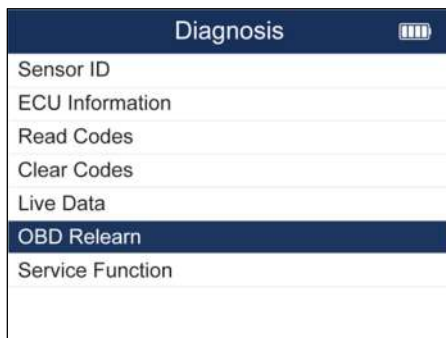 Diagnosis
Sensor ID
ECU Information
Read Codes
Clear Codes
Live Data
OBD Relearn
Service Function